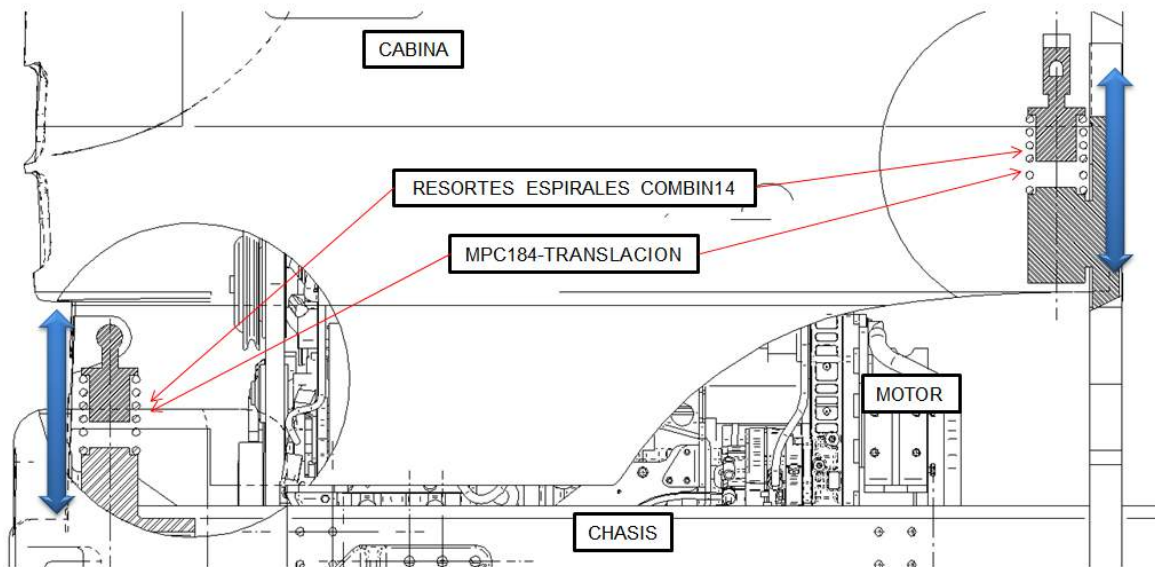 CABINA
RESORTES ESPIRALES COMBIN14
MPC184-TRANSLACION
MOTOR
CHASIS